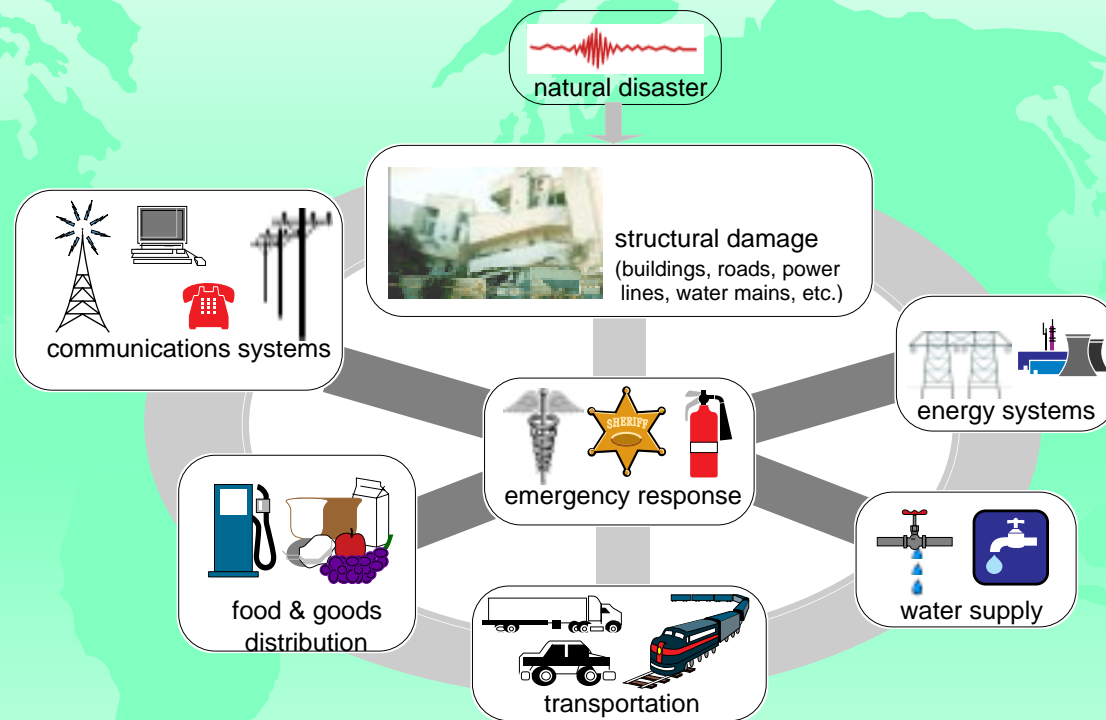 natural disaster
structural damage
(buildings, roads, power
lines, water mains, etc.)
communications systems
energy systems
SHERIFF
emergency response
food & goods
distribution
water supply
transportation